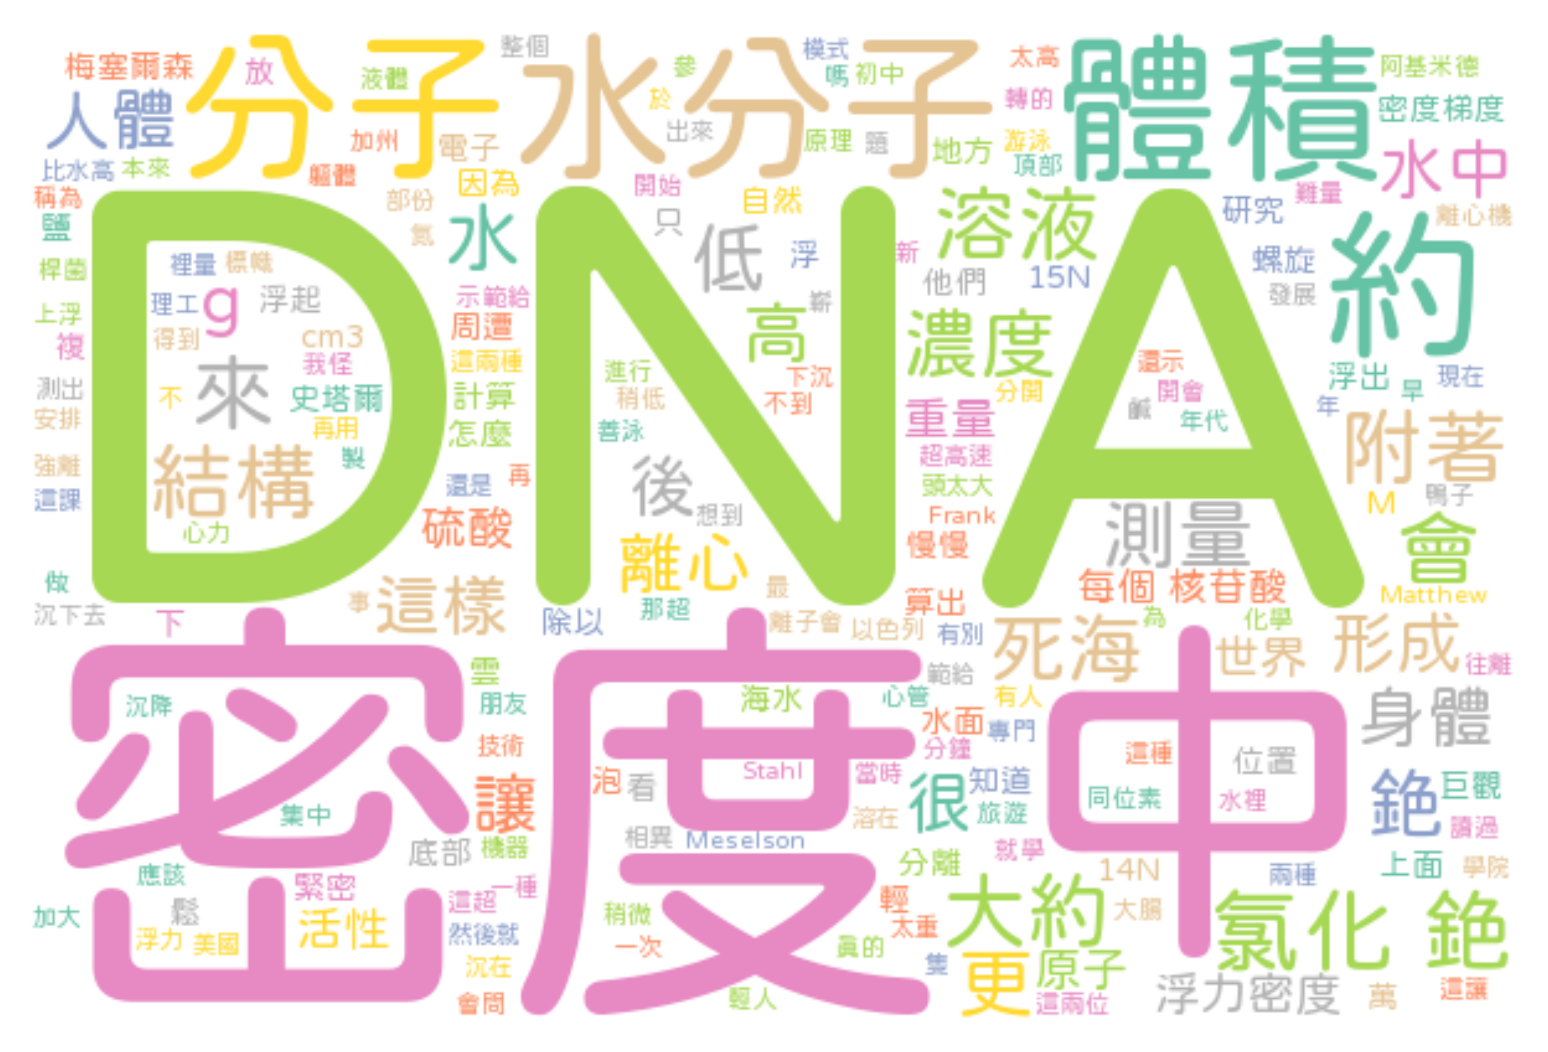 梅塞爾森 放 分子 液體 整個 水分子 參 模式 嗎 初中 太高 體積 阿基米德
人體 加州 電子 於 出來 原理 題 地方 游泳 轉的 密度梯度
比水高 本來 軀體 因為 頂部 水中
稱為 部份 開始 自然 難量
鹽 氮 水 只 低 浮 新 溶液 研究 離心機
DNA
桿菌 裡量 標幟 他們 15N 螺旋 約
上浮 理工 g 浮起 示範給 高 嶄 濃度 發展
複 得到 cm3 周遭
測出 我怪 這兩種 進行 下沉 還示 浮出 現在
安排 不 來 史塔爾 計算 稍低 不到 分開 開會 早
再用 怎麼 善泳 重量 鹹 年代 年
強離 結構 製 後 超高速 附著
這課 還是 再 頭太大 鴨子
心力 硫酸 想到 Frank 測量 M
做 離心 慢慢 會
沉下去 事 這樣 那超 最 算出 每個 核苷酸 Matthew
下 除以 離子會 以色列 有別 死海 為 化學 世界 形成 往離
密度中
雲 範給
沉降 朋友 海水 心管 有人 身體
技術 水面 專門
Stahl 分鐘 這種 位置
讓 泡 看 當時 很 知道 同位素 水裡 銫 巨觀
集中 溶在 旅遊 讀過
底部 機器 相異 Meselson 分離 就學 上面
應該 緊密 一種 14N 兩種 學院
加大 鬆 這超 稍微 輕 大約 大腸 氯化 銫
浮力 美國 活性 然後就 一次 太重
沉在 真的 隻 更 原子
會問 輕人 這兩位 浮力密度 萬 這讓